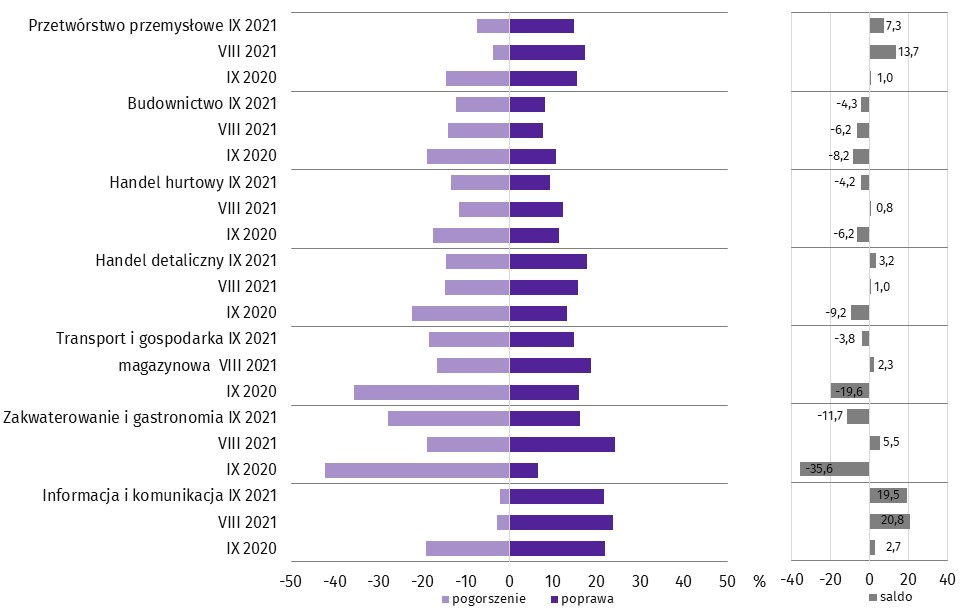 Przetwórstwo przemysłowe IX 2021 7,3
VIII 2021 13,7
IX 2020 1,0
Budownictwo IX 2021 -4,3
VIII 2021 -6,2
IX 2020 -8,2
Handel hurtowy IX 2021 -4,2
VIII 2021 0,8
IX 2020 -6,2
Handel detaliczny IX 2021 3,2
VIII 2021 1,0
IX 2020 -9,2
Transport i gospodarka IX 2021 -3,8
magazynowa VIII 2021 2,3
IX 2020 -19,6
Zakwaterowanie i gastronomia IX 2021 -11,7
VIII 2021 5,5
IX 2020 -35,6
Informacja i komunikacja IX 2021 19,5
VIII 2021 20,8
IX 2020 2,7
-50 -40 -30 -20 -10 0 10 20 30 40 50 % -40 -20 0 20 40
pogorszenie poprawa saldo